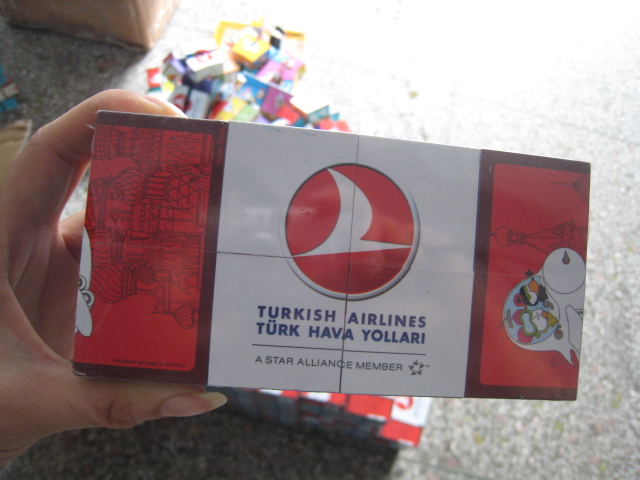 TURKISH AIRLINES
TÜRK HAVA YOLLARI
A STAR ALLIANCE MEMBER